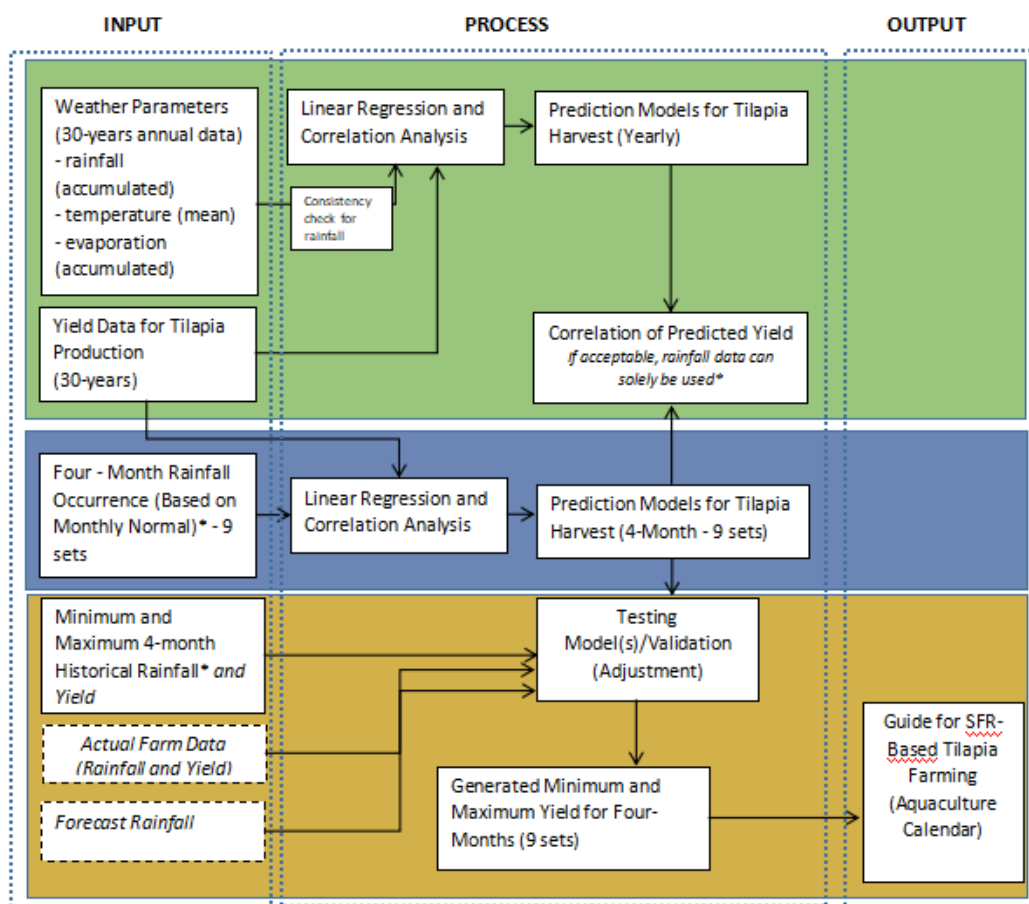 INPUT
PROCESS
OUTPUT
Weather Parameters
(30-years annual data)
- rainfall
(accumulated)
- temperature (mean)
- evaporation
(accumulated)
Linear Regression and
Correlation Analysis
Prediction Models for Tilapia
Harvest (Yearly)
Consistency
check for
rainfall
Yield Data for Tilapia
Production
(30-years)
Correlation of Predicted Yield
If acceptable, rainfall data can
solely be used*
Four - Month Rainfall
Occurrence (Based on
Monthly Normal)* - 9
sets
Linear Regression and
Correlation Analysis
Prediction Models for Tilapia
Harvest (4-Month - 9 sets)
Minimum and
Maximum 4-month
Historical Rainfall* and
Yield
Testing
Model(s)/Validation
(Adjustment)
Actual Farm Data
(Rainfall and Yield)
Forecast Rainfall
Generated Minimum and
Maximum Yield for Four-
Months (9 sets)
Guide for SFR-
Based Tilapia
Farming
(Aquaculture
Calendar)